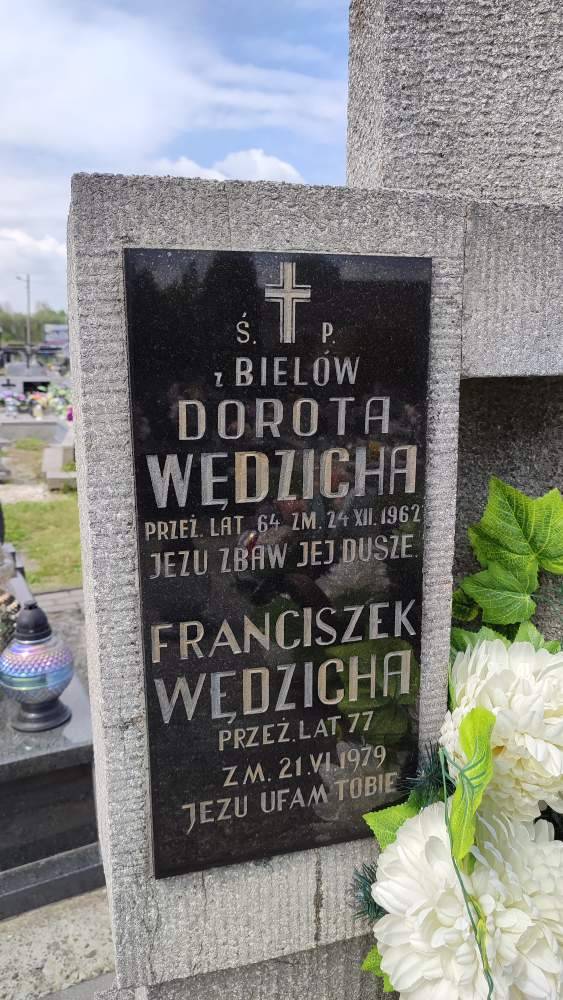 Ś. P.
z BIELÓW
DOROTA
WĘDZICHA
PRZEŻ. LAT 64 ZM. 24 XII. 1962
JEZU ZBAW JEJ DUSZE.
FRANCISZEK
WĘDZICHA
PRZEŻ. LAT 77
ZM. 21.VI.1979
JEZU UFAM TOBIE